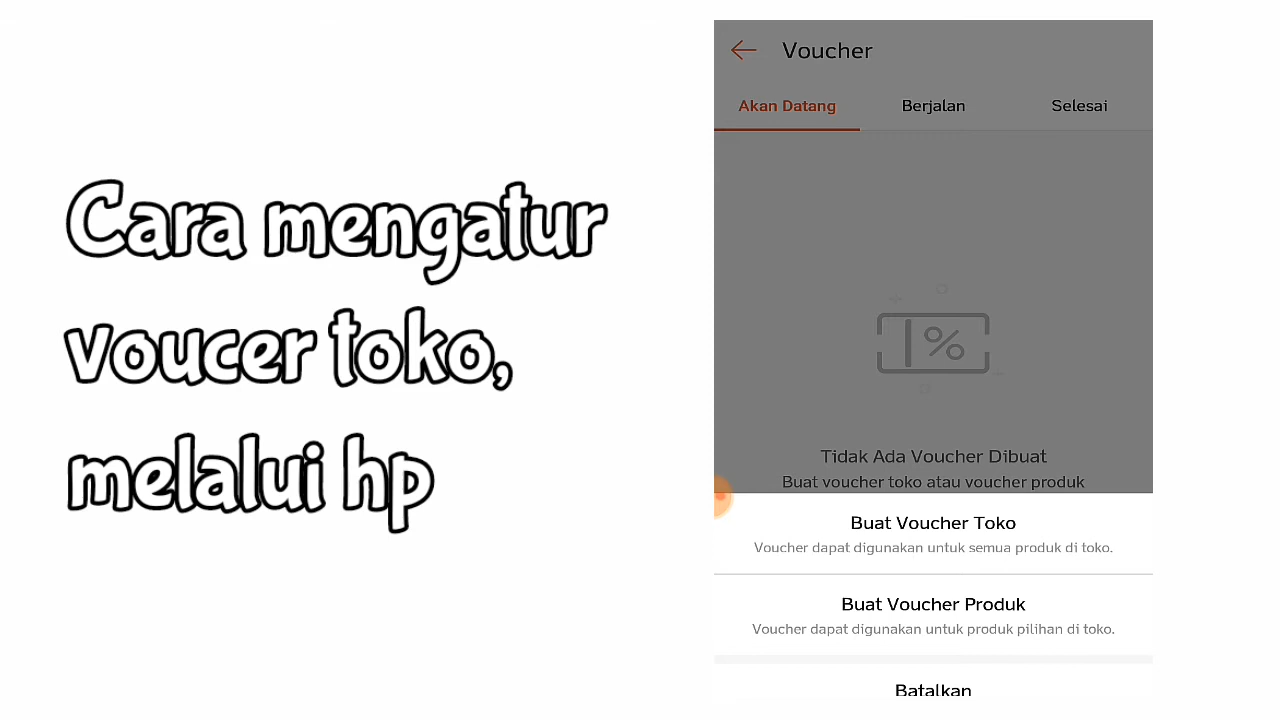 Cara mengatur
voucer toko,
melalui hp
Voucher
Akan Datang
Berjalan
Selesai
%
Tidak Ada Voucher Dibuat
Buat voucher toko atau voucher produk
Buat Voucher Toko
Voucher dapat digunakan untuk semua produk di toko.
Buat Voucher Produk
Voucher dapat digunakan untuk produk pilihan di toko.
Batalkan